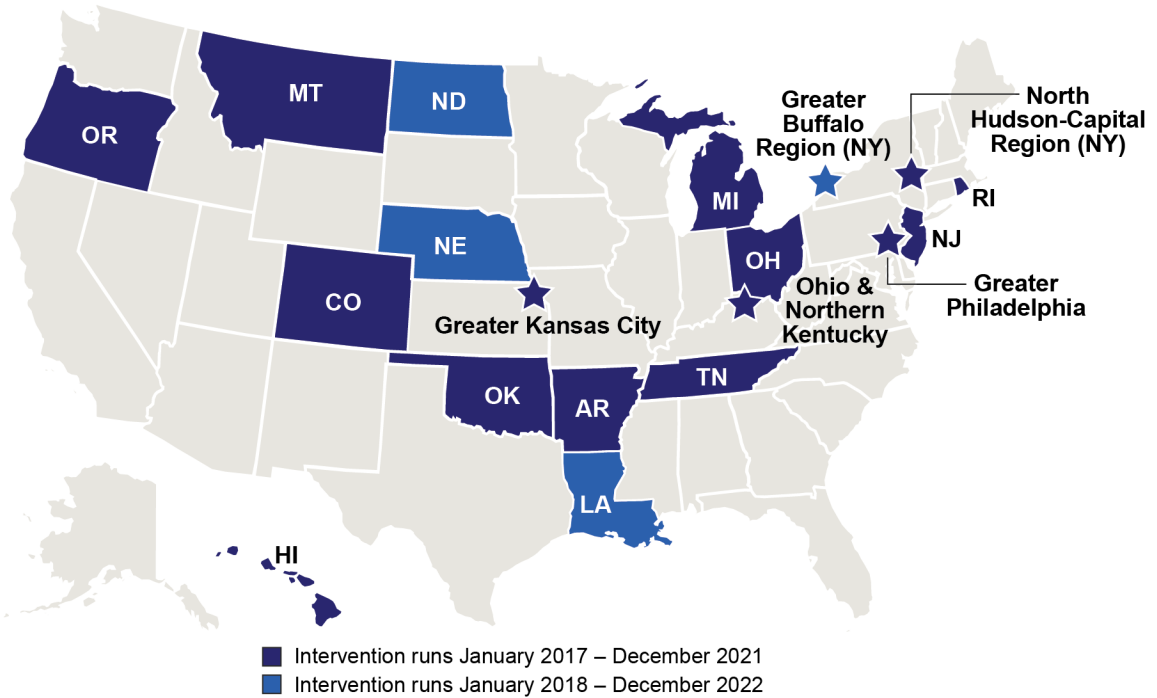 MT
ND
OR
Greater
Buffalo
Region (NY)
North
Hudson-Capital
Region (NY)
MI
RI
NE
NJ
OH
CO
Greater Kansas City
Ohio &
Northern
Kentucky
Greater
Philadelphia
TN
OK
AR
LA
HI
Intervention runs January 2017 – December 2021
Intervention runs January 2018 – December 2022